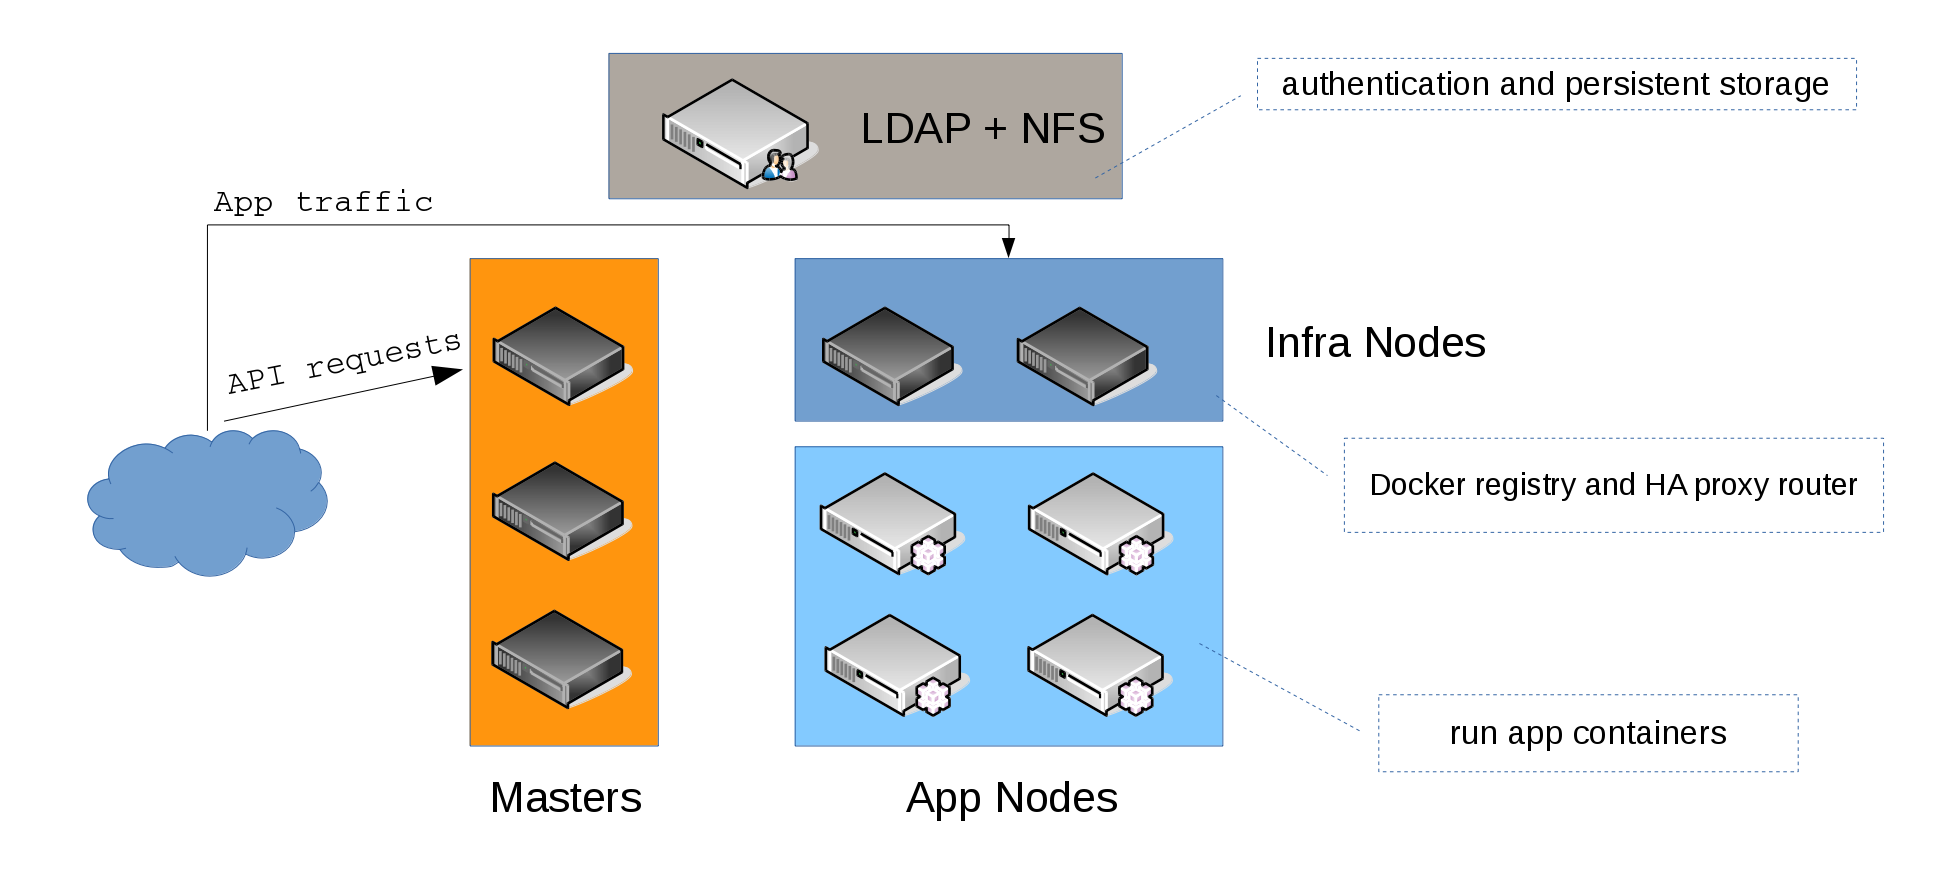 authentication and persistent storage
LDAP + NFS
App traffic
API requests
Infra Nodes
Docker registry and HA proxy router
run app containers
Masters
App Nodes